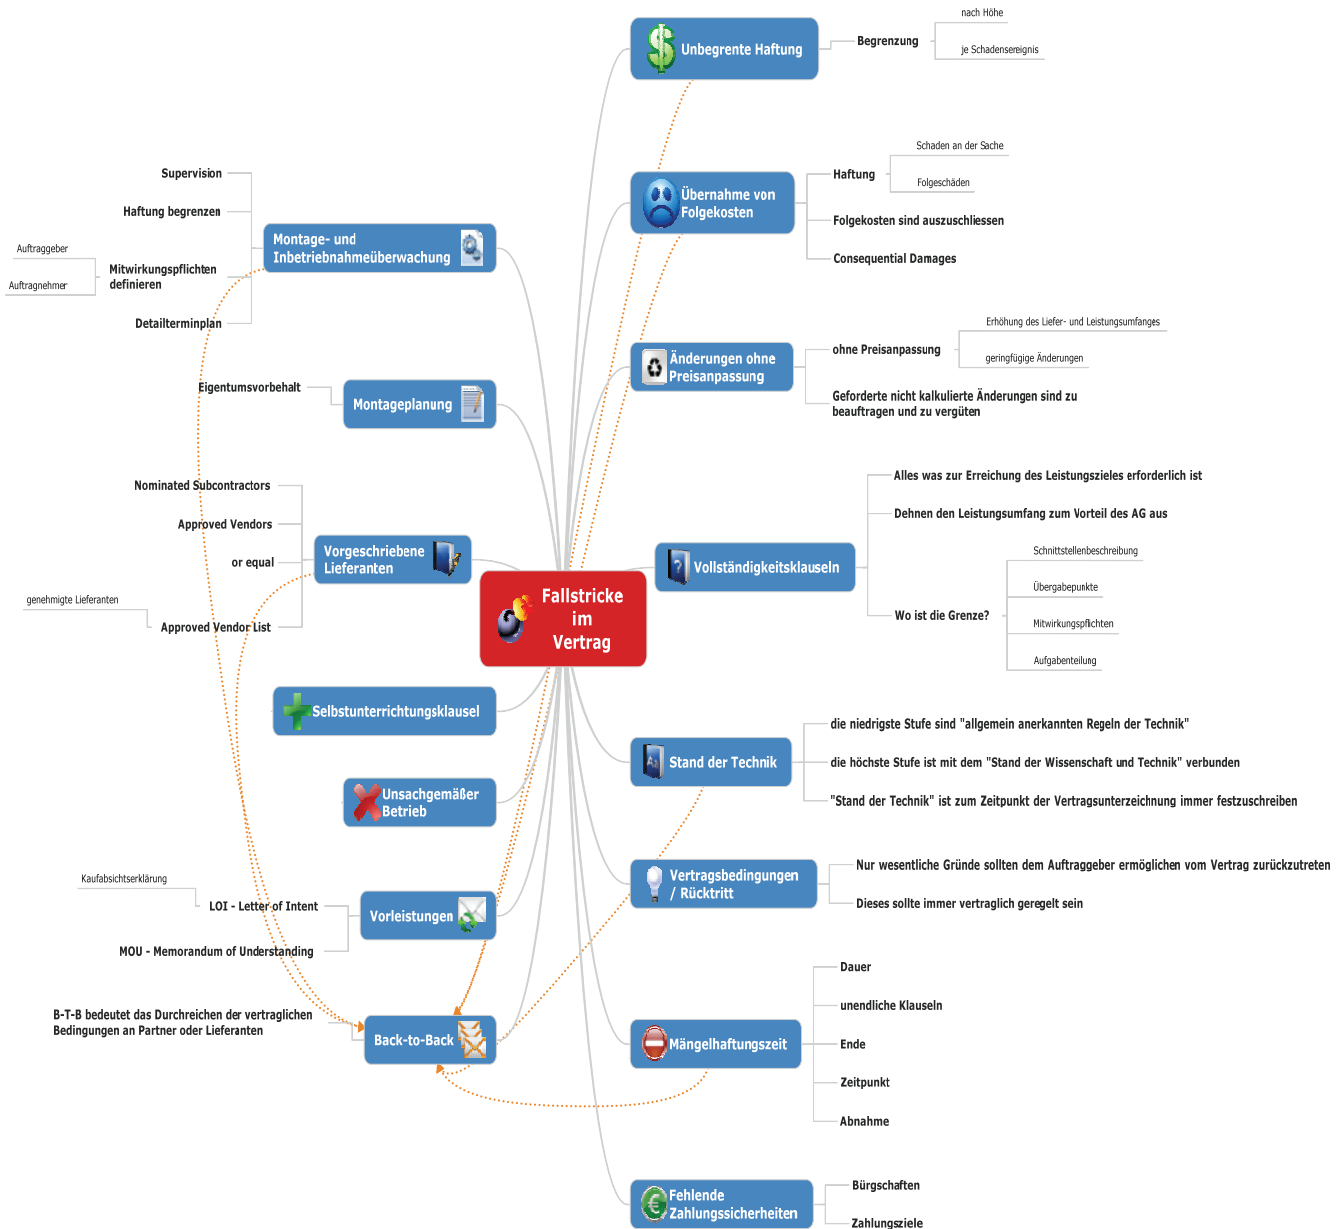 Fallstricke
im
Vertrag
Unbegrente Haftung
Begrenzung
nach Höhe
je Schadensereignis
Übernahme von
Folgekosten
Haftung
Schaden an der Sache
Folgeschäden
Folgekosten sind auszuschliessen
Consequential Damages
Änderungen ohne
Preisanpassung
ohne Preisanpassung
Erhöhung des Liefer- und Leistungsumfanges
geringfügige Änderungen
Geforderte nicht kalkulierte Änderungen sind zu
beauftragen und zu vergüten
Vollständigkeitsklauseln
Alles was zur Erreichung des Leistungszieles erforderlich ist
Dehnen den Leistungsumfang zum Vorteil des AG aus
Wo ist die Grenze?
Schnittstellenbeschreibung
Übergabepunkte
Mitwirkungspflichten
Aufgabenteilung
Stand der Technik
die niedrigste Stufe sind "allgemein anerkannten Regeln der Technik"
die höchste Stufe ist mit dem "Stand der Wissenschaft und Technik" verbunden
"Stand der Technik" ist zum Zeitpunkt der Vertragsunterzeichnung immer festzuschreiben
Vertragsbedingungen
/ Rücktritt
Nur wesentliche Gründe sollten dem Auftraggeber ermöglichen vom Vertrag zurückzutreten
Dieses sollte immer vertraglich geregelt sein
Mängelhaftungszeit
Dauer
unendliche Klauseln
Ende
Zeitpunkt
Abnahme
Fehlende
Zahlungssicherheiten
Bürgschaften
Zahlungsziele
Montage- und
Inbetriebnahmeüberwachung
Supervision
Haftung begrenzen
Mitwirkungspflichten
definieren
Auftraggeber
Auftragnehmer
Detailterminplan
Montageplanung
Eigentumsvorbehalt
Vorgeschriebene
Lieferanten
Nominated Subcontractors
Approved Vendors
or equal
Approved Vendor List
genehmigte Lieferanten
Selbstunterrichtungsklausel
Unsachgemäßer
Betrieb
Vorleistungen
LOI - Letter of Intent
Kaufabsichtserklärung
MOU - Memorandum of Understanding
Back-to-Back
B-T-B bedeutet das Durchreichen der vertraglichen
Bedingungen an Partner oder Lieferanten